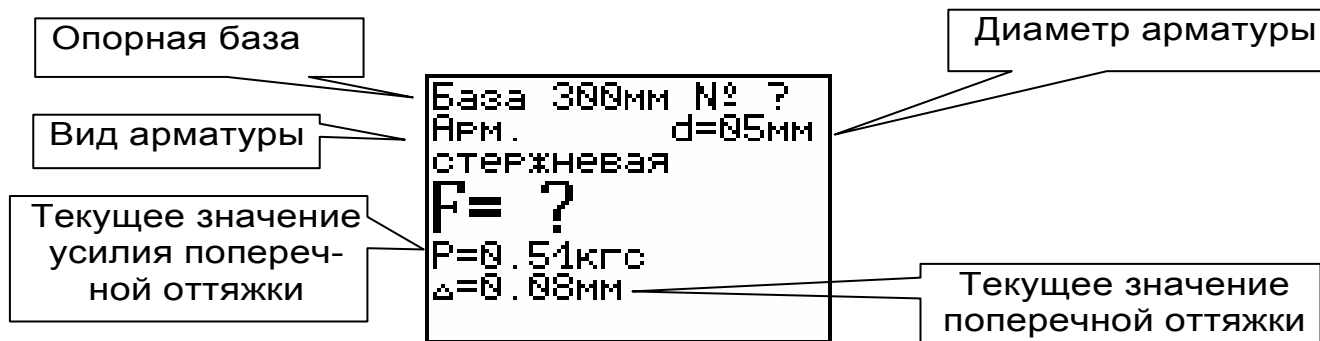 Опорная база
Диаметр арматуры
База 300мм № ?
Вид арматуры
Арм. d=05мм
стержневая
F= ?
Текущее значение
усилия попереч-
ной оттяжки
P=0.51кгс
△=0.08мм
Текущее значение
поперечной оттяжки